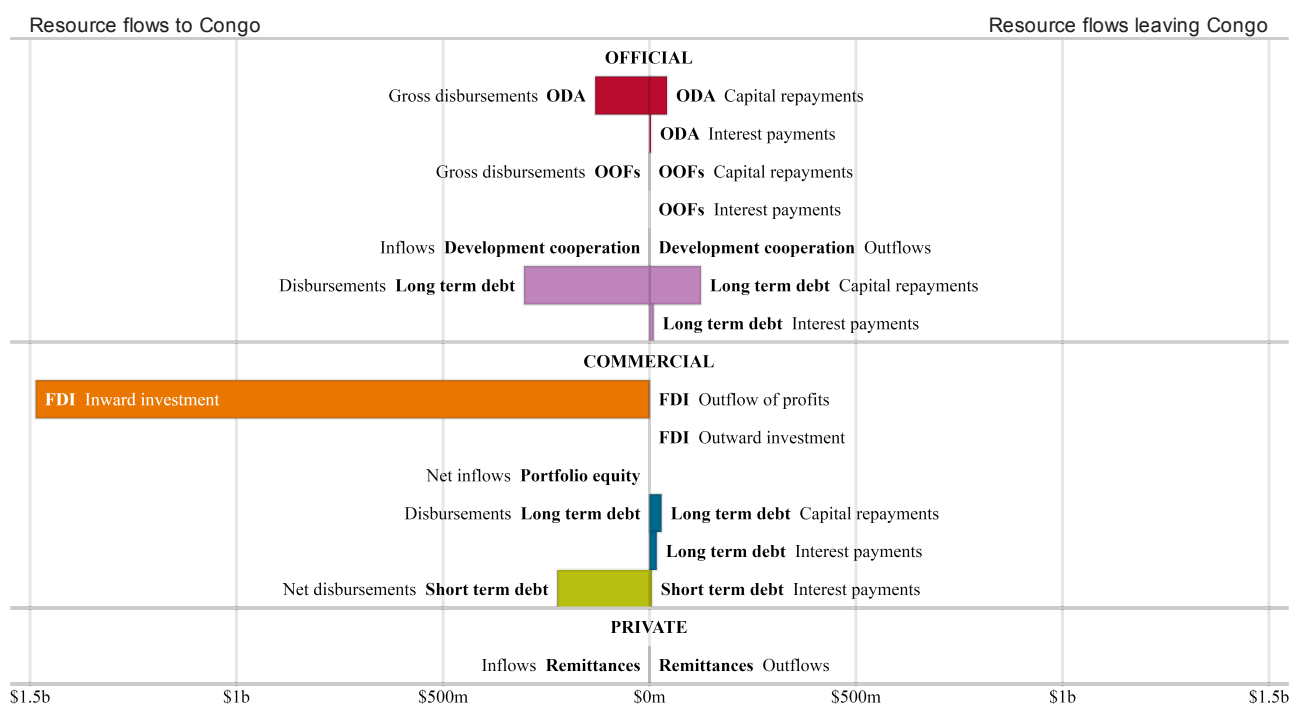 Resource flows to Congo Resource flows leaving Congo
OFFICIAL
Gross disbursements ODA ODA Capital repayments
ODA Interest payments
Gross disbursements OOFs OOFs Capital repayments
OOFs Interest payments
Inflows Development cooperation Development cooperation Outflows
Disbursements Long term debt Long term debt Capital repayments
Long term debt Interest payments
COMMERCIAL
FDI Inward investment FDI Outflow of profits
FDI Outward investment
Net inflows Portfolio equity
Disbursements Long term debt Long term debt Capital repayments
Long term debt Interest payments
Net disbursements Short term debt Short term debt Interest payments
PRIVATE
Inflows Remittances Remittances Outflows
$1.5b $1b $500m $0m $500m $1b $1.5b